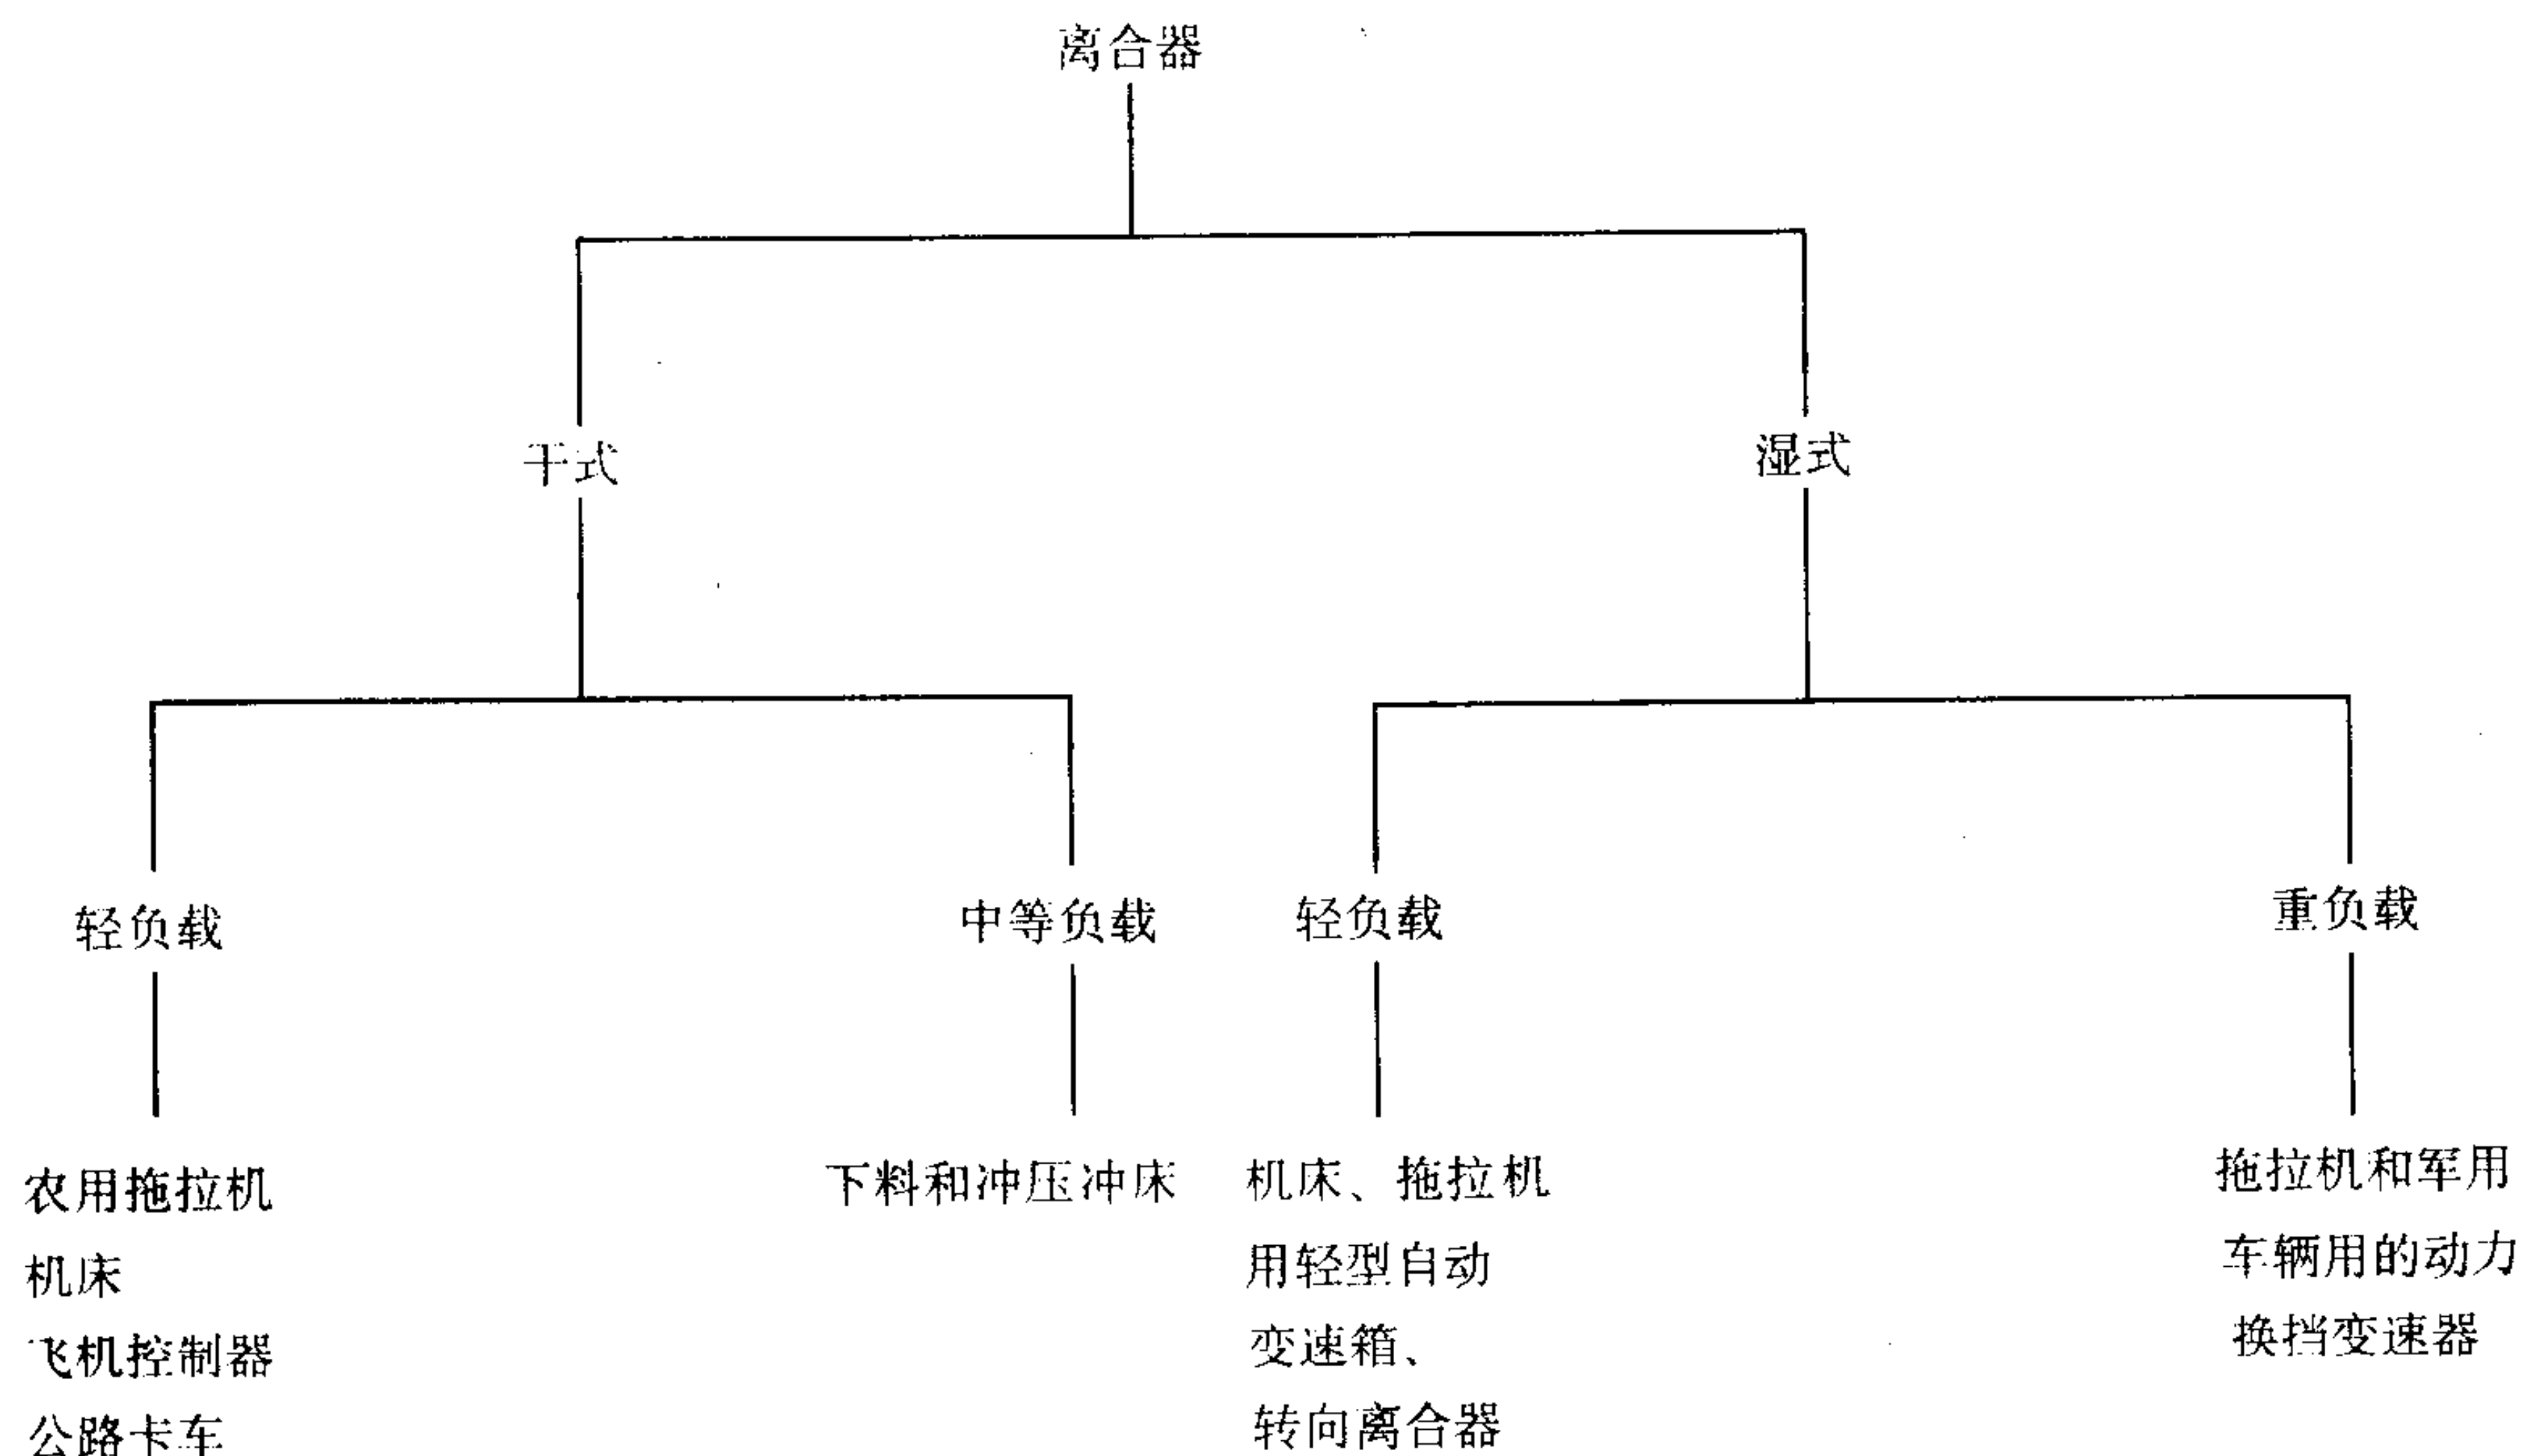 离合器
干式
湿式
轻负载
中等负载
轻负载
重负载
农用拖拉机
机床
飞机控制器
公路卡车
下料和冲压冲床
机床、拖拉机
用轻型自动
变速箱、
转向离合器
拖拉机和军用
车辆用的动力
换挡变速器